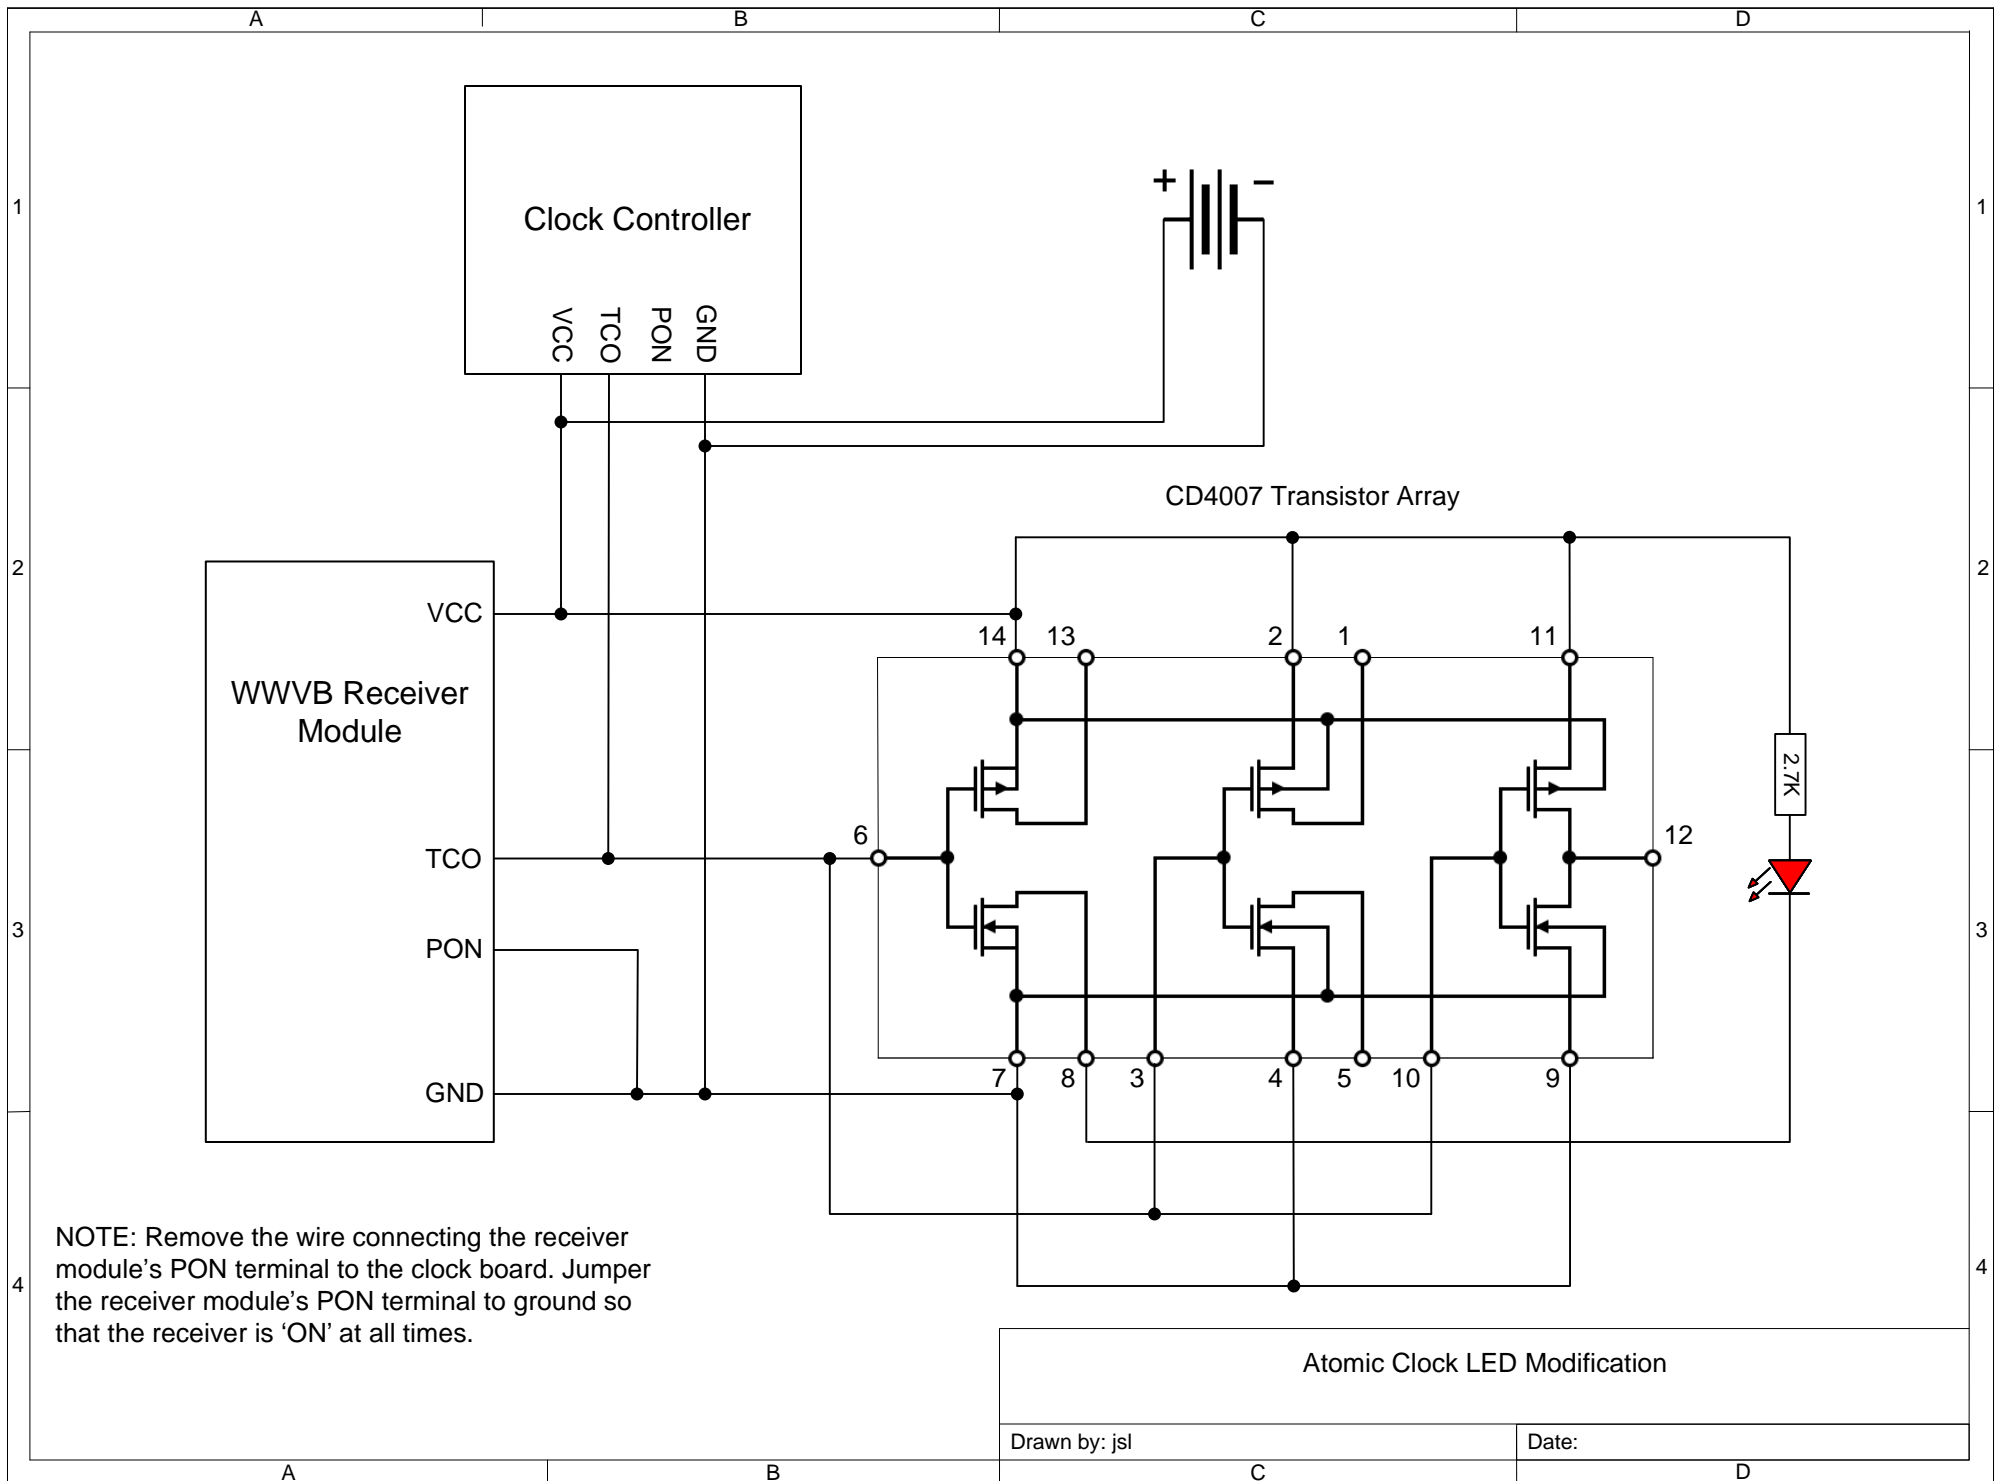 A B C D
1 1
Clock Controller
+ −
VCC TCO PON GND
CD4007 Transistor Array
2 2
VCC
14 13 2 1 11
WWVB Receiver
Module
2.7K
6 12
TCO
3 3
PON
7 8 3 4 5 10 9
GND
NOTE: Remove the wire connecting the receiver
module’s PON terminal to the clock board. Jumper
the receiver module’s PON terminal to ground so
that the receiver is ‘ON’ at all times.
4 4
Atomic Clock LED Modification
Drawn by: jsl Date:
A B C D